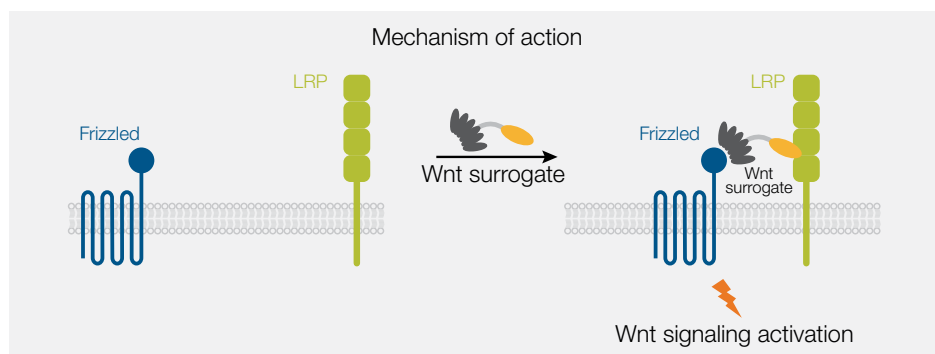 Mechanism of action
LRP
Frizzled
Wnt surrogate
LRP
Frizzled
Wnt
surrogate
Wnt signaling activation